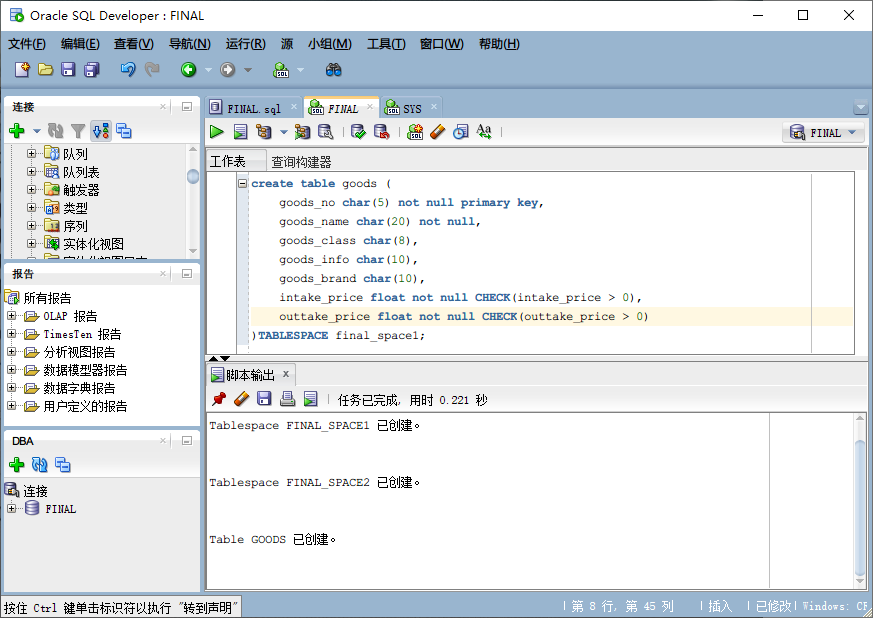 Oracle SQL Developer : FINAL
文件(F) 编辑(E) 查看(V) 导航(N) 运行(R) 源 小组(M) 工具(T) 窗口(W) 帮助(H)
连接
队列
队列表
触发器
类型
序列
实体化视图
报告
所有报告
OLAP 报告
TimesTen 报告
分析视图报告
数据模型器报告
数据字典报告
用户定义的报告
DBA
连接
FINAL
FINAL.sql FINAL SYS
FINAL
工作表 查询构建器
create table goods (
goods_no char(5) not null primary key,
goods_name char(20) not null,
goods_class char(8),
goods_info char(10),
goods_brand char(10),
intake_price float not null CHECK(intake_price > 0),
outtake_price float not null CHECK(outtake_price > 0)
)TABLESPACE final_space1;
脚本输出
任务已完成, 用时 0.221 秒
Tablespace FINAL_SPACE1 已创建。
Tablespace FINAL_SPACE2 已创建。
Table GOODS 已创建。
按住 Ctrl 键单击标识符以执行 "转到声明"
第 8 行, 第 45 列 插入 已修改 Windows: CR